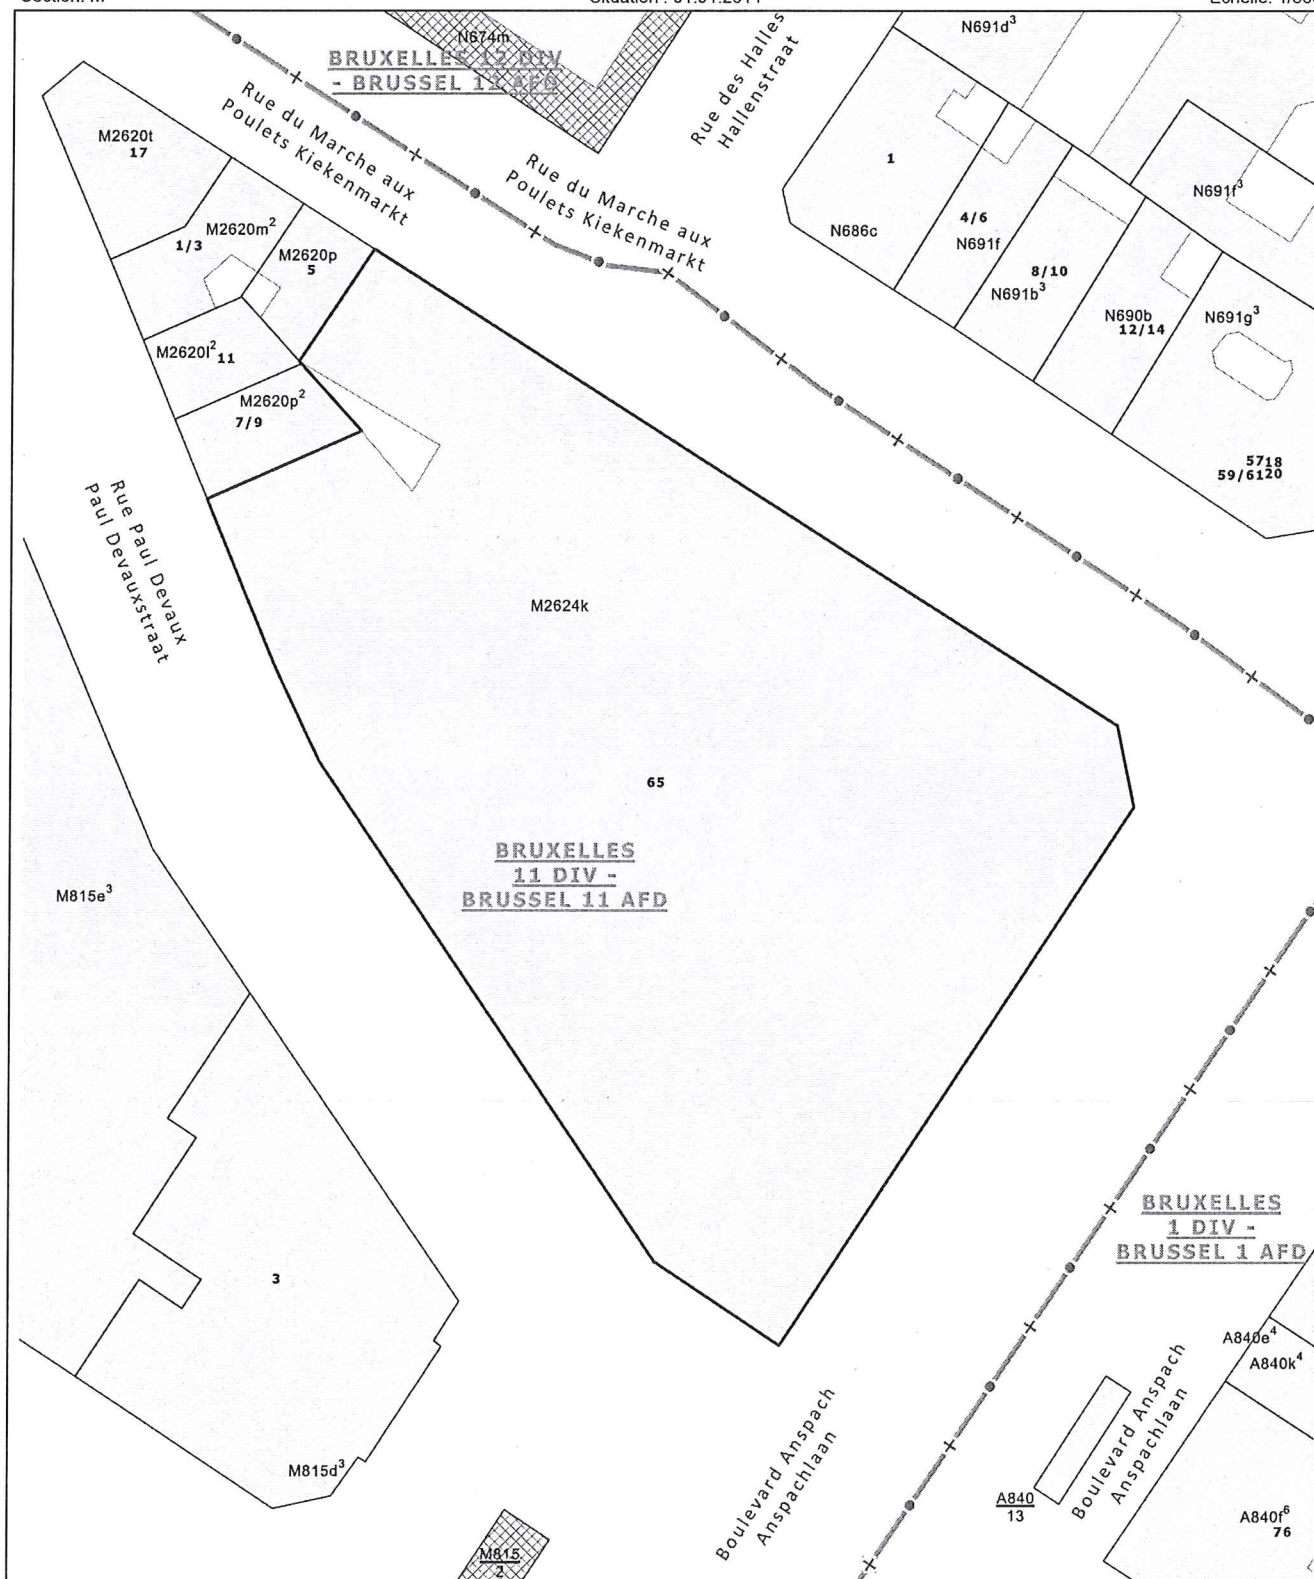 Section: M
N674m
BRUXELLES 12 DIV
- BRUSSEL 12 AFD
Rue des Halles
Hallenstraat
N691d³
M2620t
17
Rue du Marche aux
Poulets Kiekenmarkt
Rue du Marche aux
Poulets Kiekenmarkt
1
N686c
4/6
N691f
8/10
N691b³
N691f³
N690b
12/14
N691g³
5718
59/6120
M2620m²
1/3
M2620p
5
M2620l² 11
M2620p²
7/9
Rue Paul Devaux
Paul Devauxstraat
M2624k
65
BRUXELLES
11 DIV -
BRUSSEL 11 AFD
M815e³
3
M815d³
M815
2
BRUXELLES
1 DIV -
BRUSSEL 1 AFD
A840e⁴
A840k⁴
Boulevard Anspach
Anspachlaan
Boulevard Anspach
Anspachlaan
A840
13
A840f⁶
76